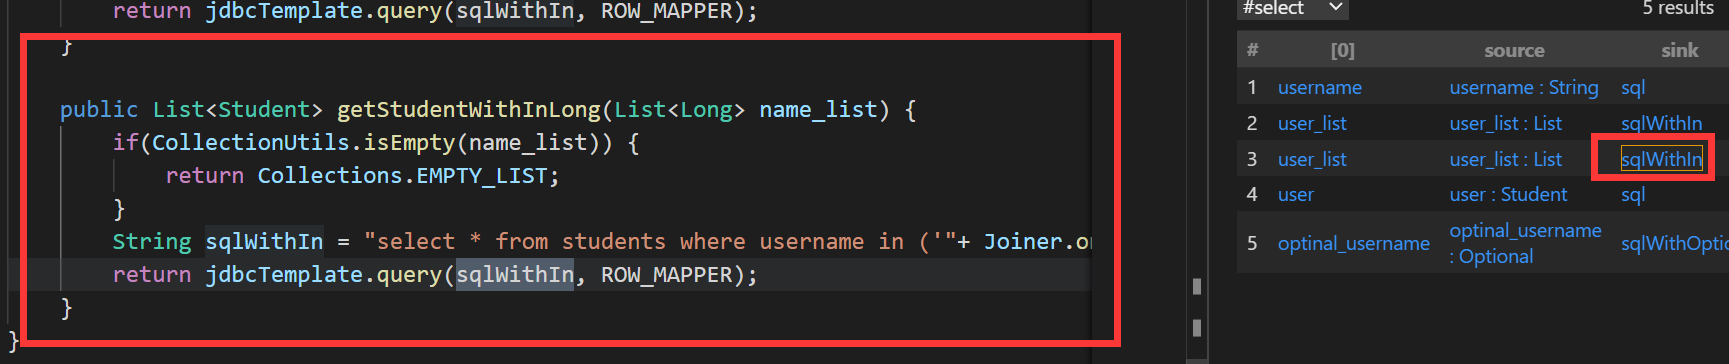 return jdbcTemplate.query(sqlWithIn, ROW_MAPPER);
}
public List<Student> getStudentWithInLong(List<Long> name_list) {
if(CollectionUtils.isEmpty(name_list)) {
return Collections.EMPTY_LIST;
}
String sqlWithIn = "select * from students where username in ('"+ Joiner.on
return jdbcTemplate.query(sqlWithIn, ROW_MAPPER);
}
}
#select 5 results
# [0] source sink
1 username username : String sql
2 user_list user_list : List sqlWithIn
3 user_list user_list : List sqlWithIn
4 user user : Student sql
5 optinal_username optinal_username : Optional sqlWithOptio